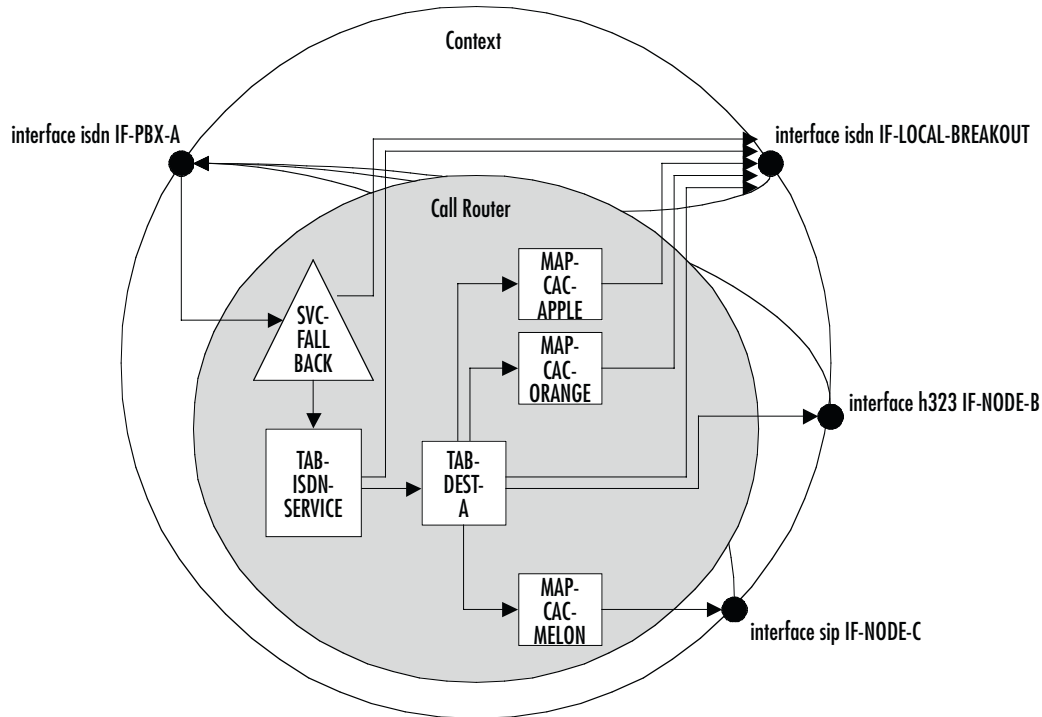 Context
interface isdn IF-PBX-A
interface isdn IF-LOCAL-BREAKOUT
Call Router
SVC-
FALL
BACK
MAP-
CAC-
APPLE
MAP-
CAC-
ORANGE
interface h323 IF-NODE-B
TAB-
ISDN-
SERVICE
TAB-
DEST-
A
MAP-
CAC-
MELON
interface sip IF-NODE-C